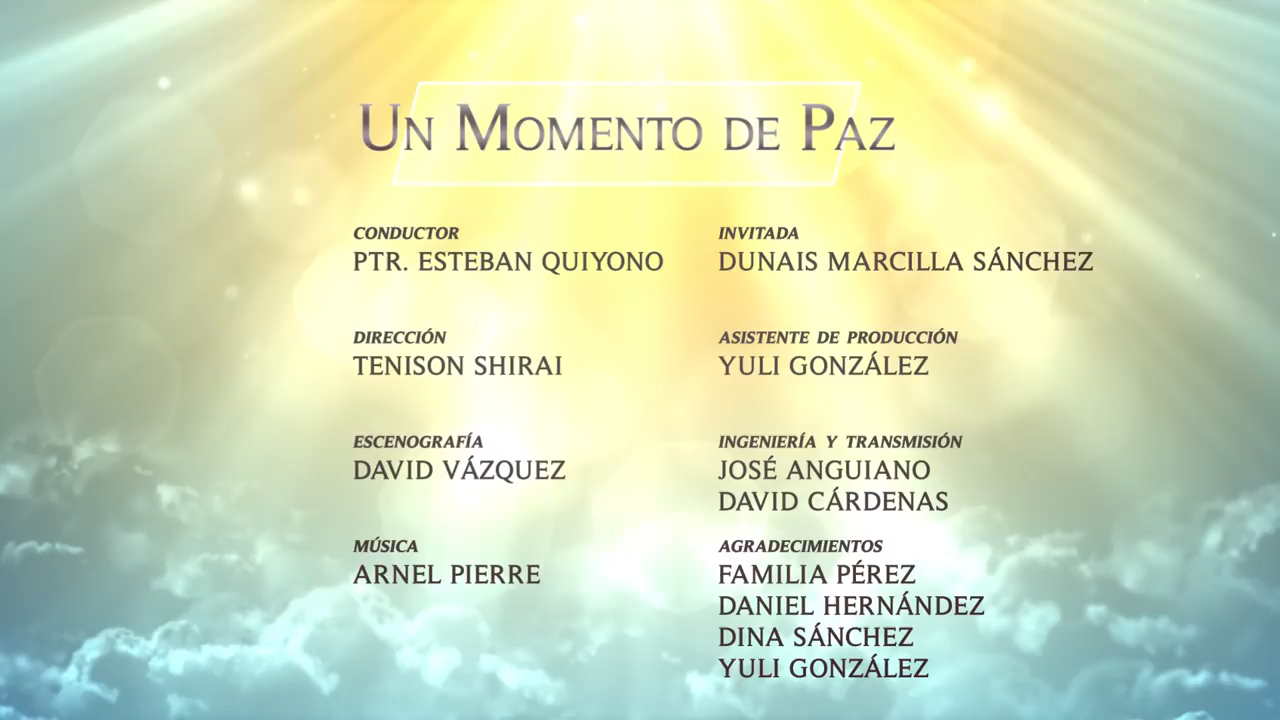 Un Momento de Paz
CONDUCTOR
PTR. ESTEBAN QUIYONO
INVITADA
DUNAIS MARCILLA SÁNCHEZ
DIRECCIÓN
TENISON SHIRAI
ASISTENTE DE PRODUCCIÓN
YULI GONZÁLEZ
ESCENOGRAFÍA
DAVID VÁZQUEZ
INGENIERÍA Y TRANSMISIÓN
JOSÉ ANGUIANO
DAVID CÁRDENAS
MÚSICA
ARNEL PIERRE
AGRADECIMIENTOS
FAMILIA PÉREZ
DANIEL HERNÁNDEZ
DINA SÁNCHEZ
YULI GONZÁLEZ